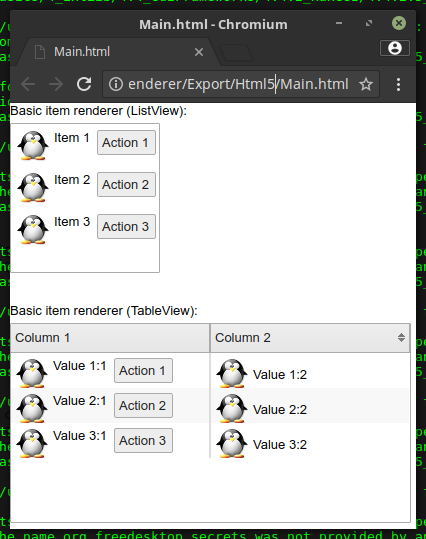 Main.html - Chromium
Main.html
enderer/Export/Html5/Main.html
Basic item renderer (ListView):
Item 1 Action 1
Item 2 Action 2
Item 3 Action 3
Basic item renderer (TableView):
Column 1 Column 2
Value 1:1 Action 1 Value 1:2
Value 2:1 Action 2 Value 2:2
Value 3:1 Action 3 Value 3:2
he name org.freedesktop.secrets was not provided by an